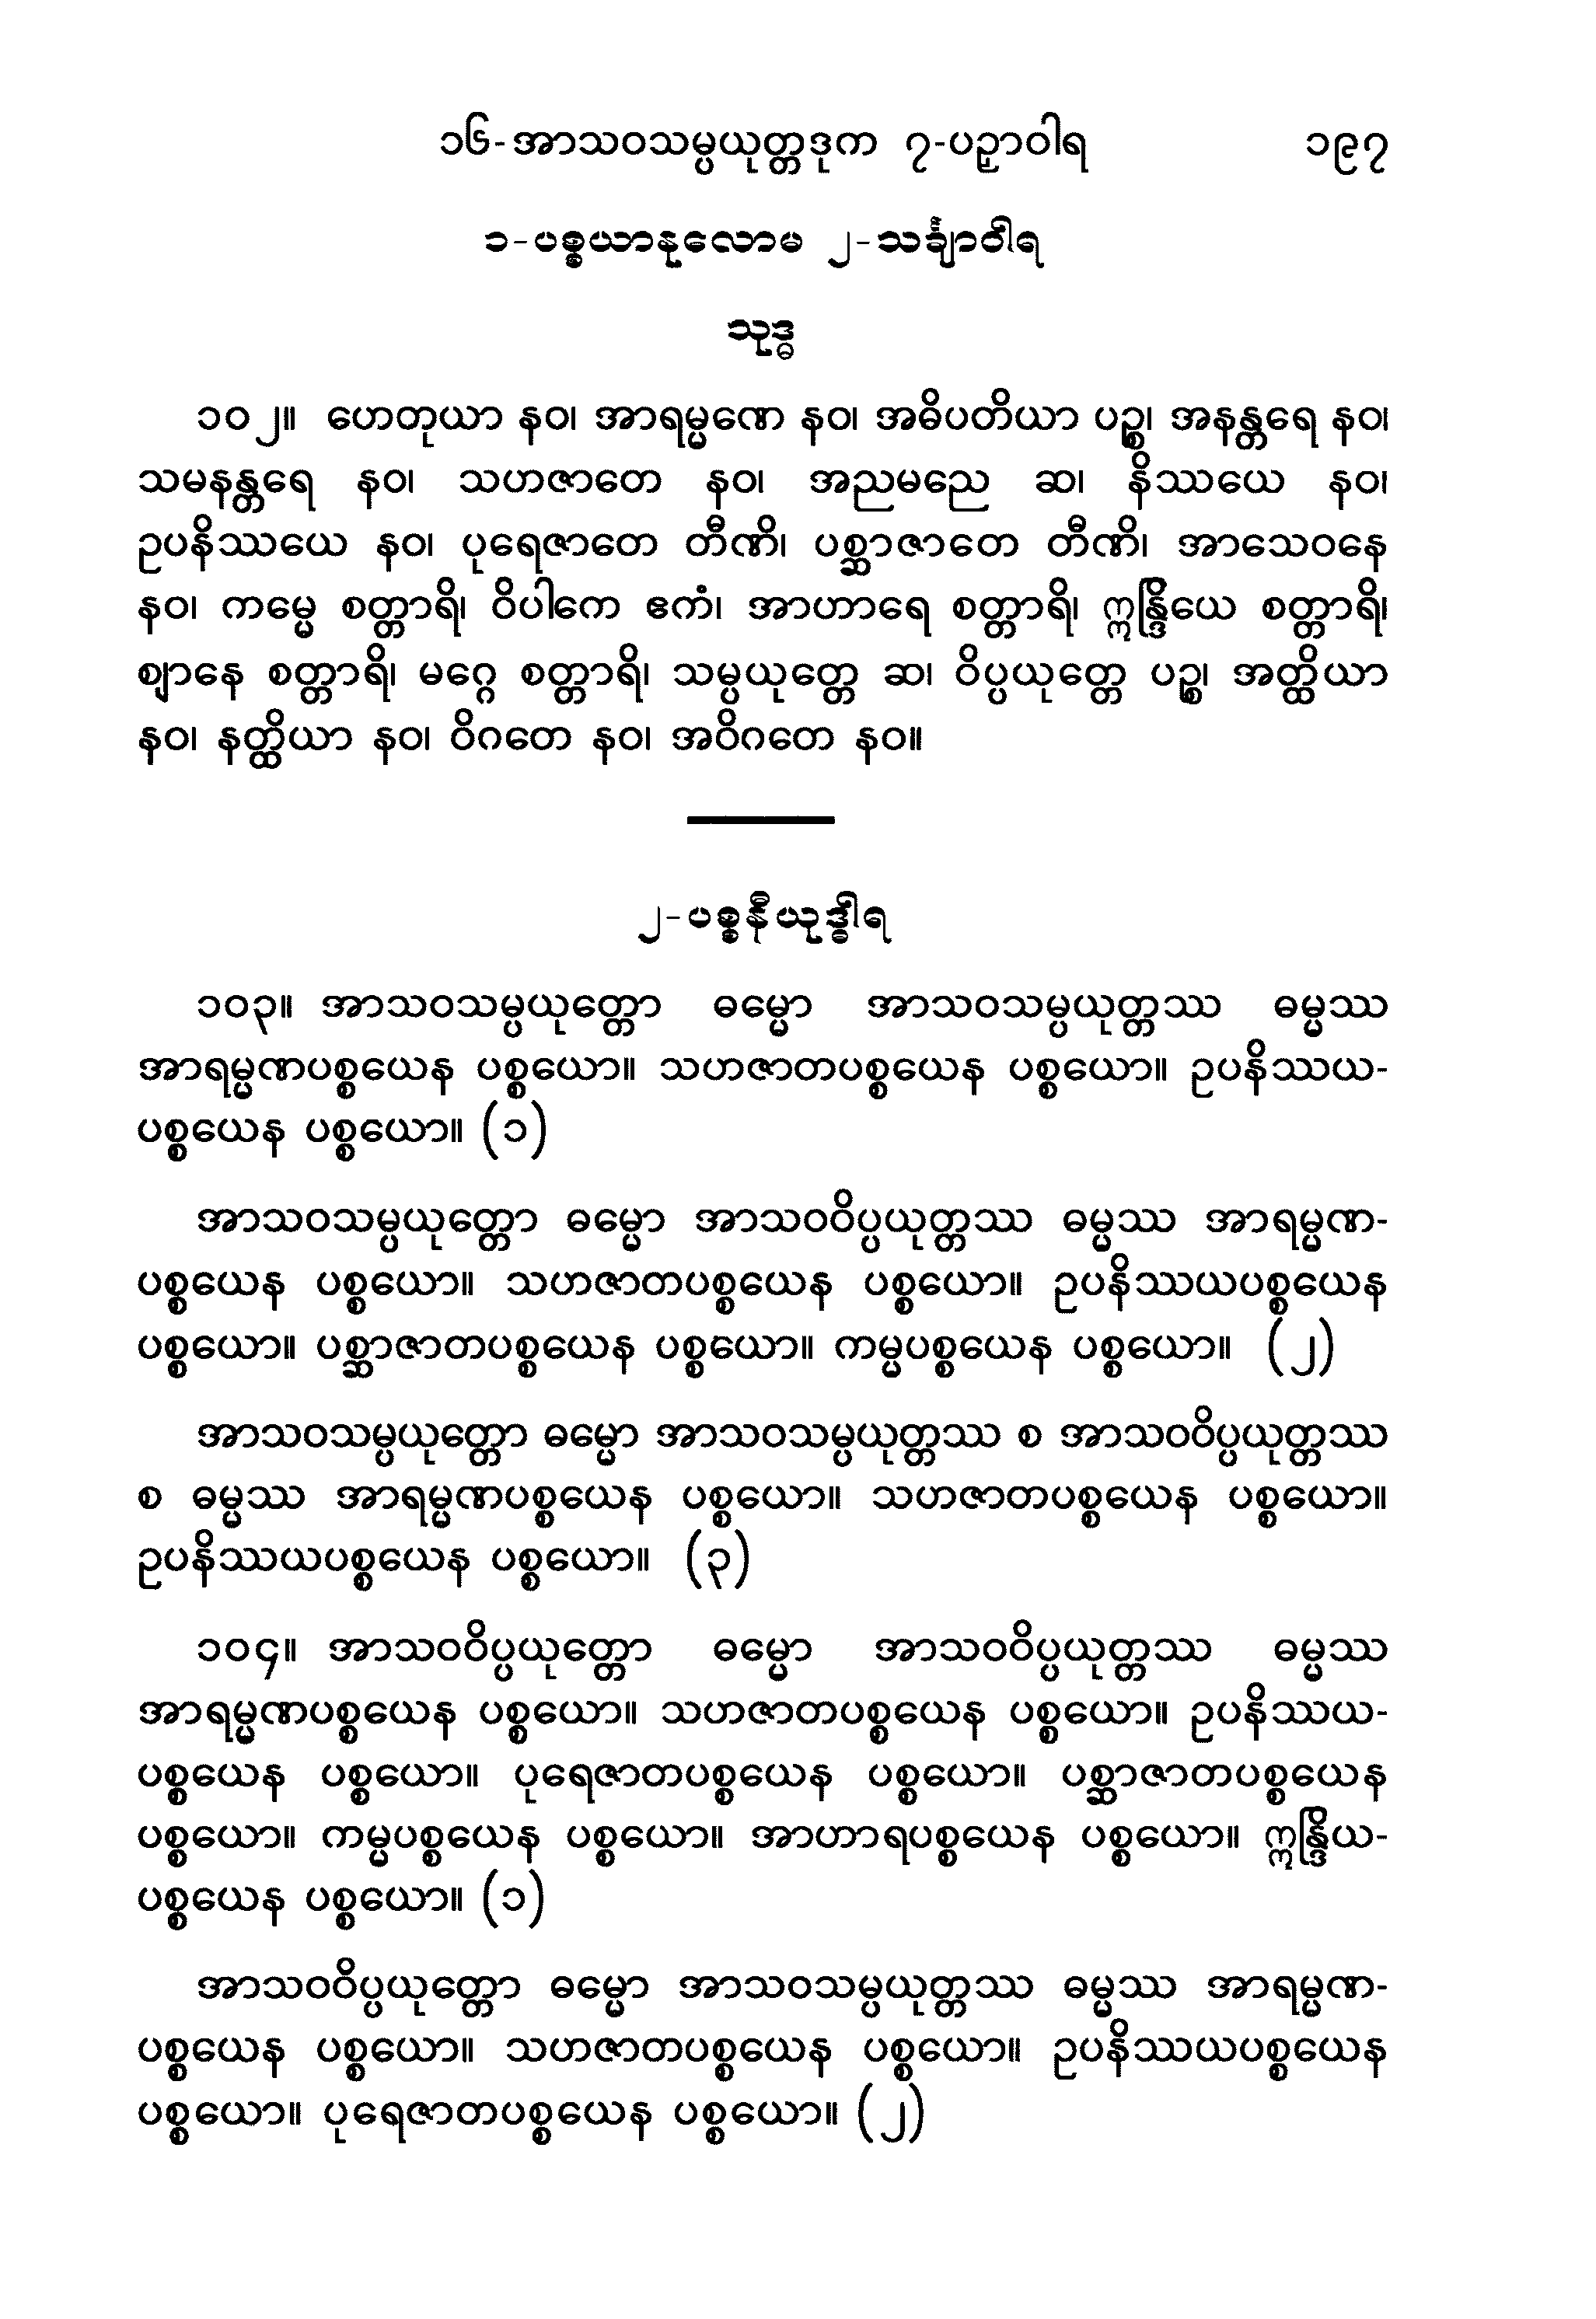 ၁၆-အာသဝသမ္ပယုတ္တဒုက ၇-ပဉှာဝါရ ၁၉၇
၁-ပစ္စယာနုလောမ ၂-သင်္ချာဝါရ
သုဒ္ဓ
၁၀၂။ ဟေတုယာ နဝ၊ အာရမ္မဏေ နဝ၊ အဓိပတိယာ ပဉ္စ၊ အနန္တရေ နဝ၊
သမနန္တရေ နဝ၊ သဟဇာတေ နဝ၊ အညမညေ ဆ၊ နိဿယေ နဝ၊
ဥပနိဿယေ နဝ၊ ပုရေဇာတေ တီဏိ၊ ပစ္ဆာဇာတေ တီဏိ၊ အာသေဝနေ
နဝ၊ ကမ္မေ စတ္တာရိ၊ ဝိပါကေ ဧကံ၊ အာဟာရေ စတ္တာရိ၊ ဣန္ဒြိယေ စတ္တာရိ၊
ဈာနေ စတ္တာရိ၊ မဂ္ဂေ စတ္တာရိ၊ သမ္ပယုတ္တေ ဆ၊ ဝိပ္ပယုတ္တေ ပဉ္စ၊ အတ္ထိယာ
နဝ၊ နတ္ထိယာ နဝ၊ ဝိဂတေ နဝ၊ အဝိဂတေ နဝ။
၂-ပစ္စနီယုဒ္ဓါရ
၁၀၃။ အာသဝသမ္ပယုတ္တော ဓမ္မော အာသဝသမ္ပယုတ္တဿ ဓမ္မဿ
အာရမ္မဏပစ္စယေန ပစ္စယော။ သဟဇာတပစ္စယေန ပစ္စယော။ ဥပနိဿယ-
ပစ္စယေန ပစ္စယော။ (၁)
အာသဝသမ္ပယုတ္တော ဓမ္မော အာသဝဝိပ္ပယုတ္တဿ ဓမ္မဿ အာရမ္မဏ-
ပစ္စယေန ပစ္စယော။ သဟဇာတပစ္စယေန ပစ္စယော။ ဥပနိဿယပစ္စယေန
ပစ္စယော။ ပစ္ဆာဇာတပစ္စယေန ပစ္စယော။ ကမ္မပစ္စယေန ပစ္စယော။ (၂)
အာသဝသမ္ပယုတ္တော ဓမ္မော အာသဝသမ္ပယုတ္တဿ စ အာသဝဝိပ္ပယုတ္တဿ
စ ဓမ္မဿ အာရမ္မဏပစ္စယေန ပစ္စယော။ သဟဇာတပစ္စယေန ပစ္စယော။
ဥပနိဿယပစ္စယေန ပစ္စယော။ (၃)
၁၀၄။ အာသဝဝိပ္ပယုတ္တော ဓမ္မော အာသဝဝိပ္ပယုတ္တဿ ဓမ္မဿ
အာရမ္မဏပစ္စယေန ပစ္စယော။ သဟဇာတပစ္စယေန ပစ္စယော။ ဥပနိဿယ-
ပစ္စယေန ပစ္စယော။ ပုရေဇာတပစ္စယေန ပစ္စယော။ ပစ္ဆာဇာတပစ္စယေန
ပစ္စယော။ ကမ္မပစ္စယေန ပစ္စယော။ အာဟာရပစ္စယေန ပစ္စယော။ ဣန္ဒြိယ-
ပစ္စယေန ပစ္စယော။ (၁)
အာသဝဝိပ္ပယုတ္တော ဓမ္မော အာသဝသမ္ပယုတ္တဿ ဓမ္မဿ အာရမ္မဏ-
ပစ္စယေန ပစ္စယော။ သဟဇာတပစ္စယေန ပစ္စယော။ ဥပနိဿယပစ္စယေန
ပစ္စယော။ ပုရေဇာတပစ္စယေန ပစ္စယော။ (၂)